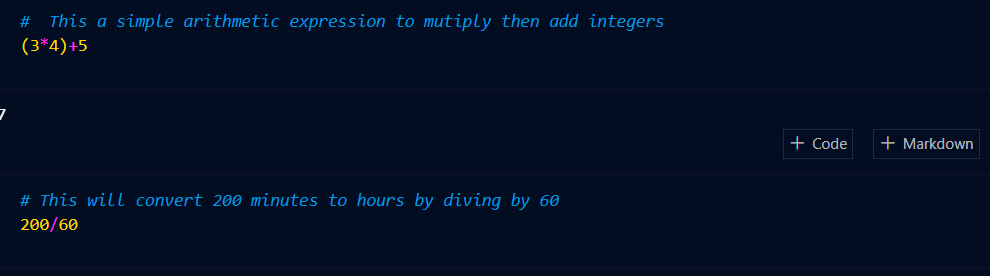 #  This a simple arithmetic expression to mutiply then add integers
(3*4)+5
7
+ Code + Markdown
# This will convert 200 minutes to hours by diving by 60
200/60